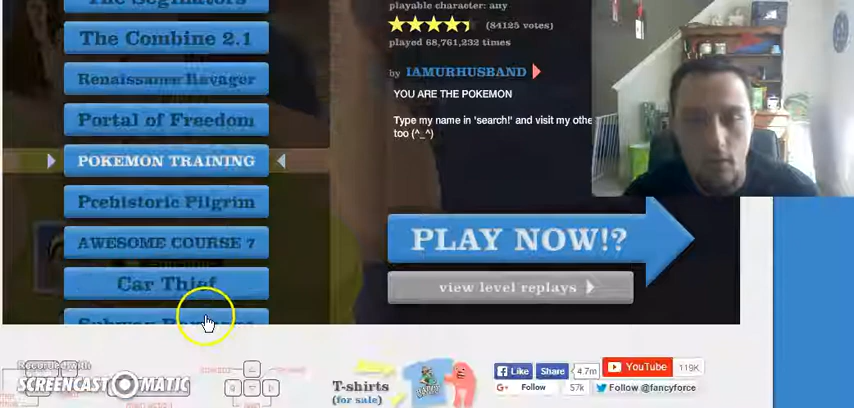 The Seginators
The Combine 2.1
Renaissance Ravager
Portal of Freedom
POKEMON TRAINING
Prehistoric Pilgrim
AWESOME COURSE 7
Car Thief
Subway
playable character: any
(84125 votes)
played 68,761,232 times
by IAMURHUSBAND
YOU ARE THE POKEMON
Type my name in 'search!' and visit my othe
too (^_^)
PLAY NOW!?
view level replays
Recorded with
SCREENCAST-O-MATIC
T-shirts
(for sale)
Like
Share
4.7m
YouTube
119K
Follow
57k
Follow @fancyforce